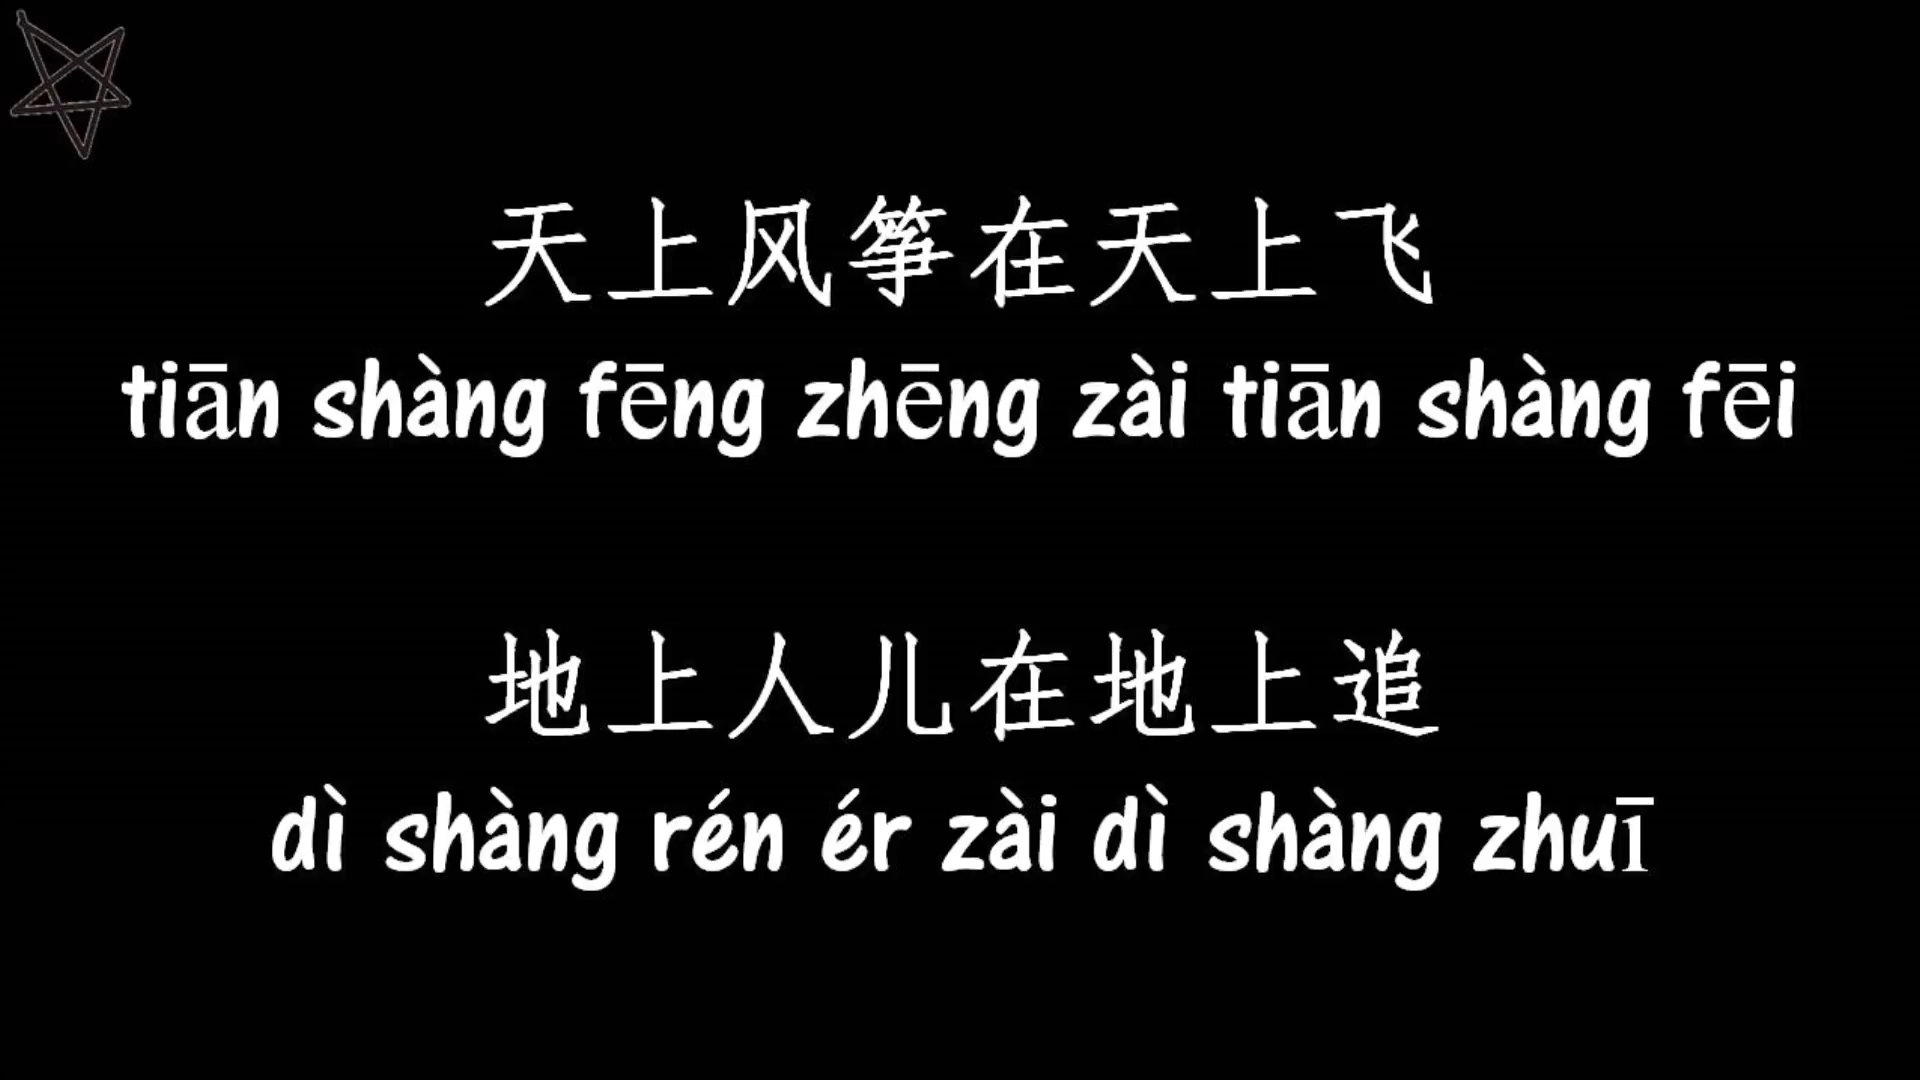 天上风筝在天上飞
tiān shàng fēng zhēng zài tiān shàng fēi
地上人儿在地上追
dì shàng rén ér zài dì shàng zhuī